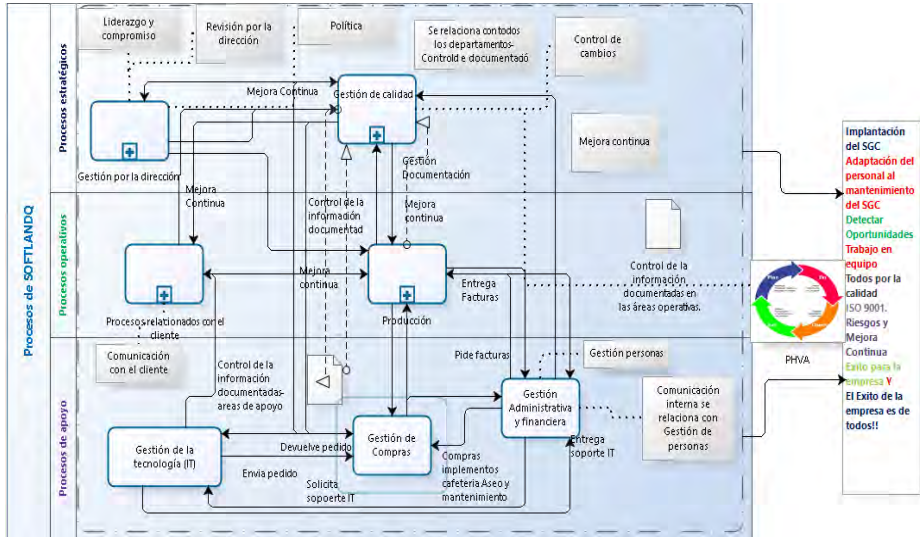 Procesos de SOFTLANDQ
Procesos estratégicos
Liderazgo y
compromiso
Revisión por la
dirección
Política
Se relaciona con todos
los departamentos-
Controld e documentació
Control de
cambios
Mejora Continua
Gestión de calidad
Mejora continua
Gestión por la dirección
Gestión
Documentación
Mejora
Continua
Control de la
información
documentad
Mejora
continua
Procesos operativos
Mejora
continua
Entrega
Facturas
Control de la
información
documentadas en
las áreas operativas.
Procesos relationados con el
cliente
Producción
Procesos de apoyo
Comunicación
con el cliente
Control de la
información
documentadas-
areas de apoyo
Pide facturas
Gestión personas
Gestión
Administrativa
y financiera
Comunicación
interna se
relaciona con
Gestión de
personas
Gestión de la
tecnología (IT)
Devuelve pedido
Gestión de
Compras
Envia pedido
Solicita
sopoerte IT
Compras
implementos
cafetería Aseo y
mantenimiento
Entrega
soporte IT
PHVA
Implantación
del SGC
Adaptación del
personal al
mantenimiento
del SGC
Detectar
Oportunidades
Trabajo en
equipo
Todos por la
calidad
ISO 9001.
Riesgos y
Mejora
Continua
Exito para la
empresa Y
El Exito de la
empresa es de
todos!!